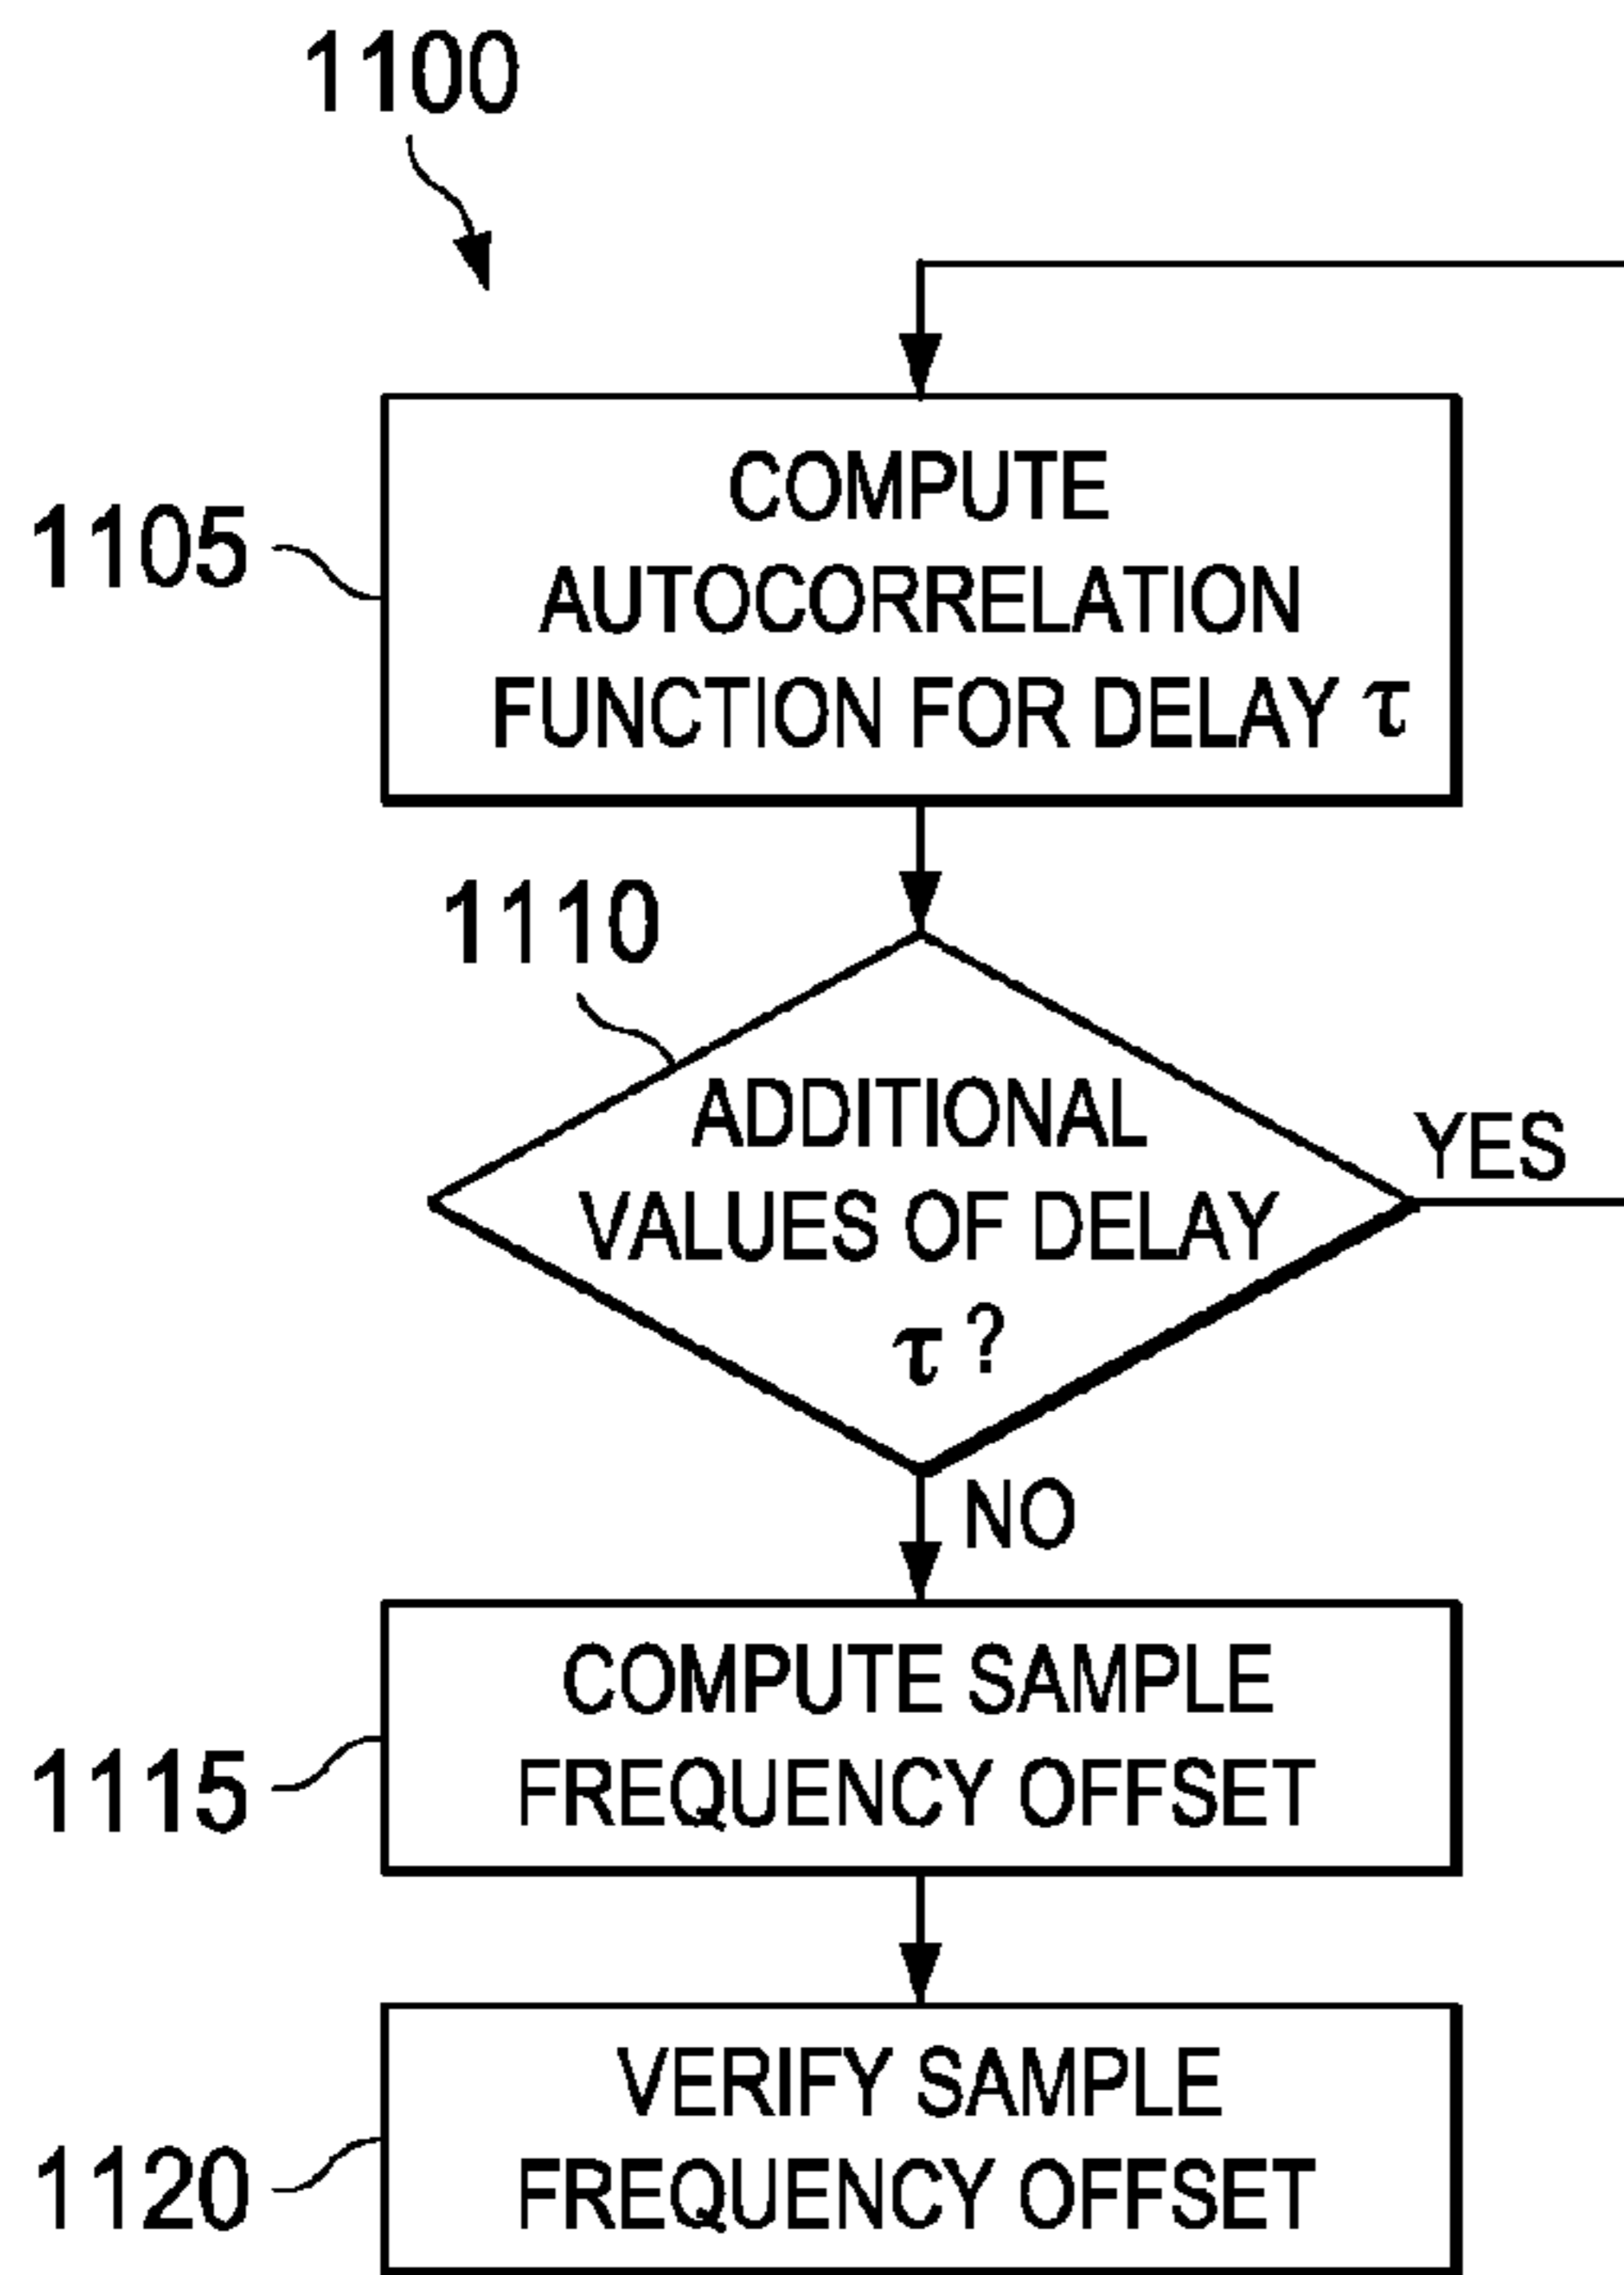 1100
1105
COMPUTE
AUTOCORRELATION
FUNCTION FOR DELAY τ
1110
ADDITIONAL
VALUES OF DELAY
τ ?
YES
NO
1115
COMPUTE SAMPLE
FREQUENCY OFFSET
1120
VERIFY SAMPLE
FREQUENCY OFFSET